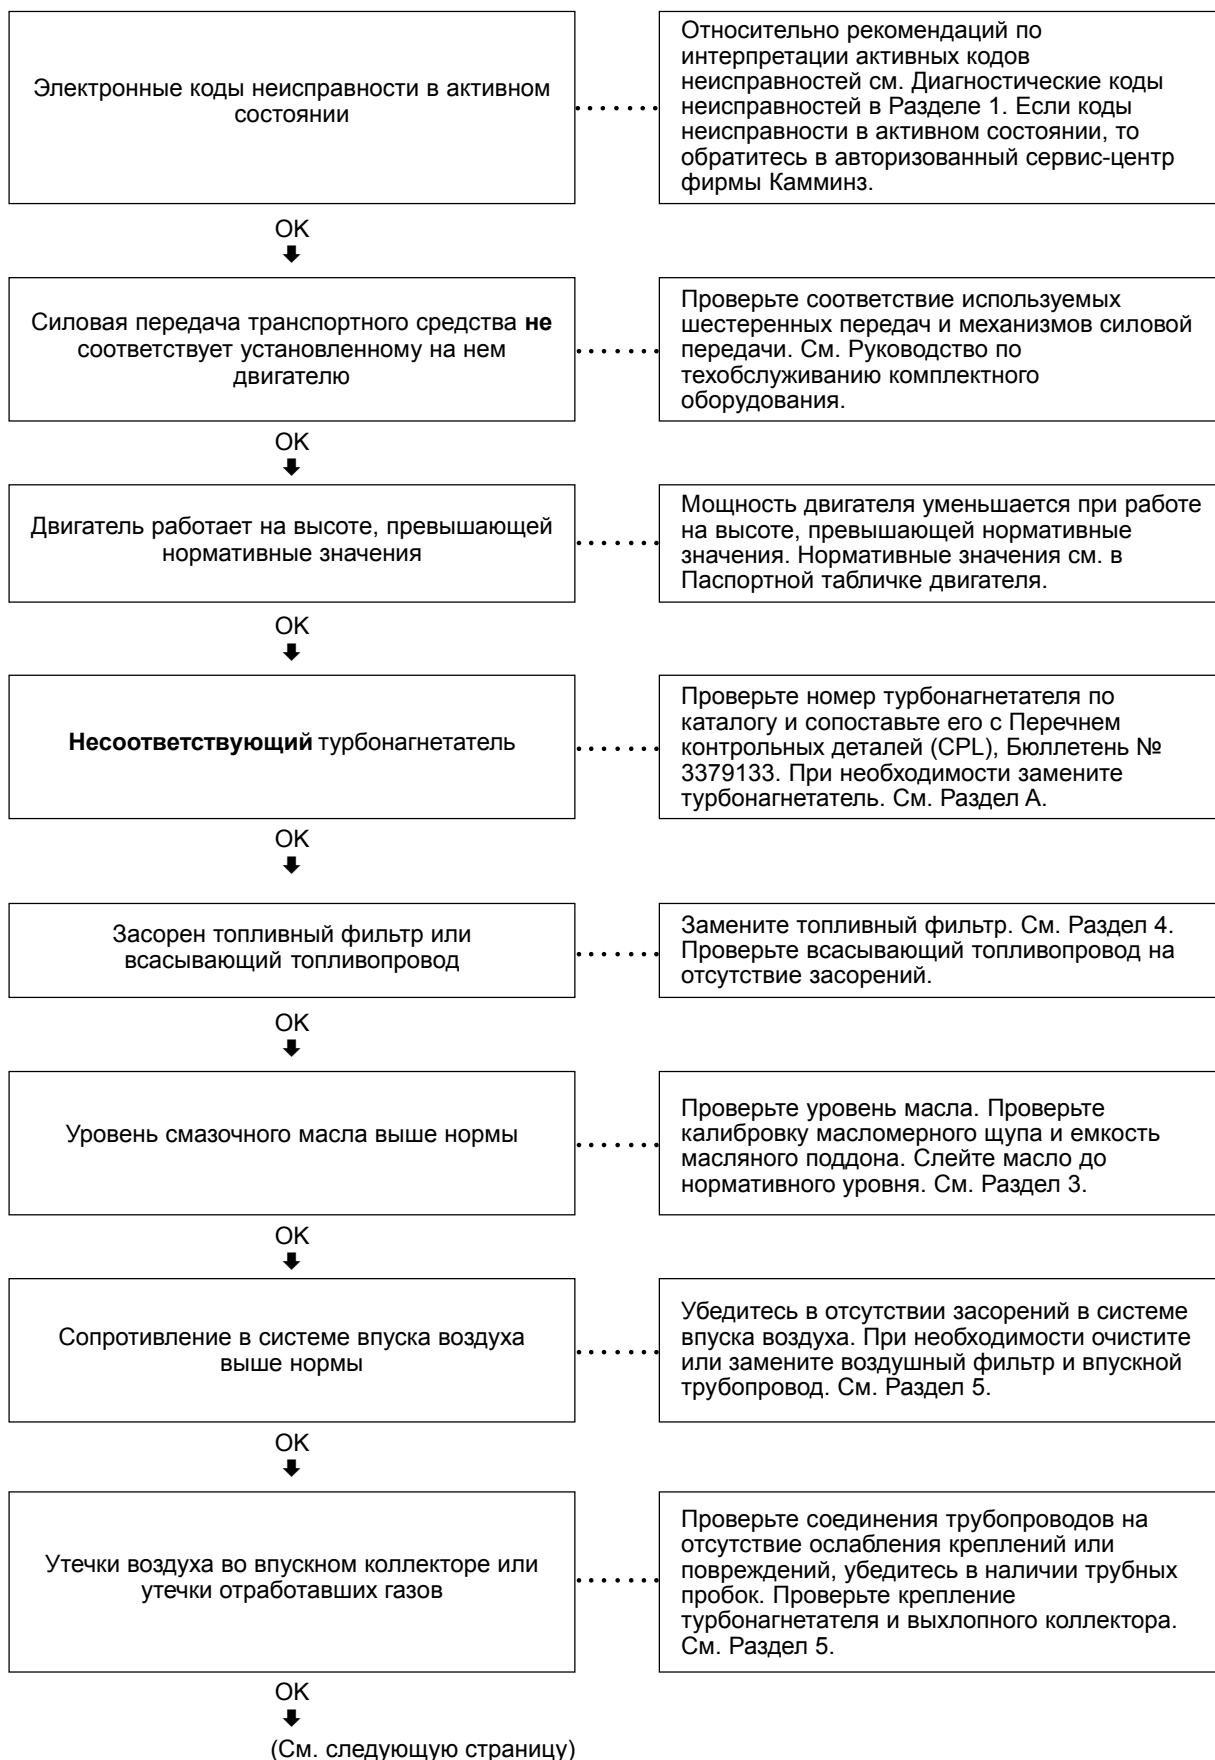 Электронные коды неисправности в активном
состоянии
Относительно рекомендаций по
интерпретации активных кодов
неисправностей см. Диагностические коды
неисправностей в Разделе 1. Если коды
неисправности в активном состоянии, то
обратитесь в авторизованный сервис-центр
фирмы Камминз.
OK
Силовая передача транспортного средства не
соответствует установленному на нем
двигателю
Проверьте соответствие используемых
шестеренных передач и механизмов силовой
передачи. См. Руководство по
техобслуживанию комплектного
оборудования.
OK
Двигатель работает на высоте, превышающей
нормативные значения
Мощность двигателя уменьшается при работе
на высоте, превышающей нормативные
значения. Нормативные значения см. в
Паспортной табличке двигателя.
OK
Несоответствующий турбонагнетатель
Проверьте номер турбонагнетателя по
каталогу и сопоставьте его с Перечнем
контрольных деталей (CPL), Бюллетень №
3379133. При необходимости замените
турбонагнетатель. См. Раздел А.
OK
Засорен топливный фильтр или
всасывающий топливопровод
Замените топливный фильтр. См. Раздел 4.
Проверьте всасывающий топливопровод на
отсутствие засорений.
OK
Уровень смазочного масла выше нормы
Проверьте уровень масла. Проверьте
калибровку масломерного щупа и емкость
масляного поддона. Слейте масло до
нормативного уровня. См. Раздел 3.
OK
Сопротивление в системе впуска воздуха
выше нормы
Убедитесь в отсутствии засорений в системе
впуска воздуха. При необходимости очистите
или замените воздушный фильтр и впускной
трубопровод. См. Раздел 5.
OK
Утечки воздуха во впускном коллекторе или
утечки отработавших газов
Проверьте соединения трубопроводов на
отсутствие ослабления креплений или
повреждений, убедитесь в наличии трубных
пробок. Проверьте крепление
турбонагнетателя и выхлопного коллектора.
См. Раздел 5.
OK
(См. следующую страницу)